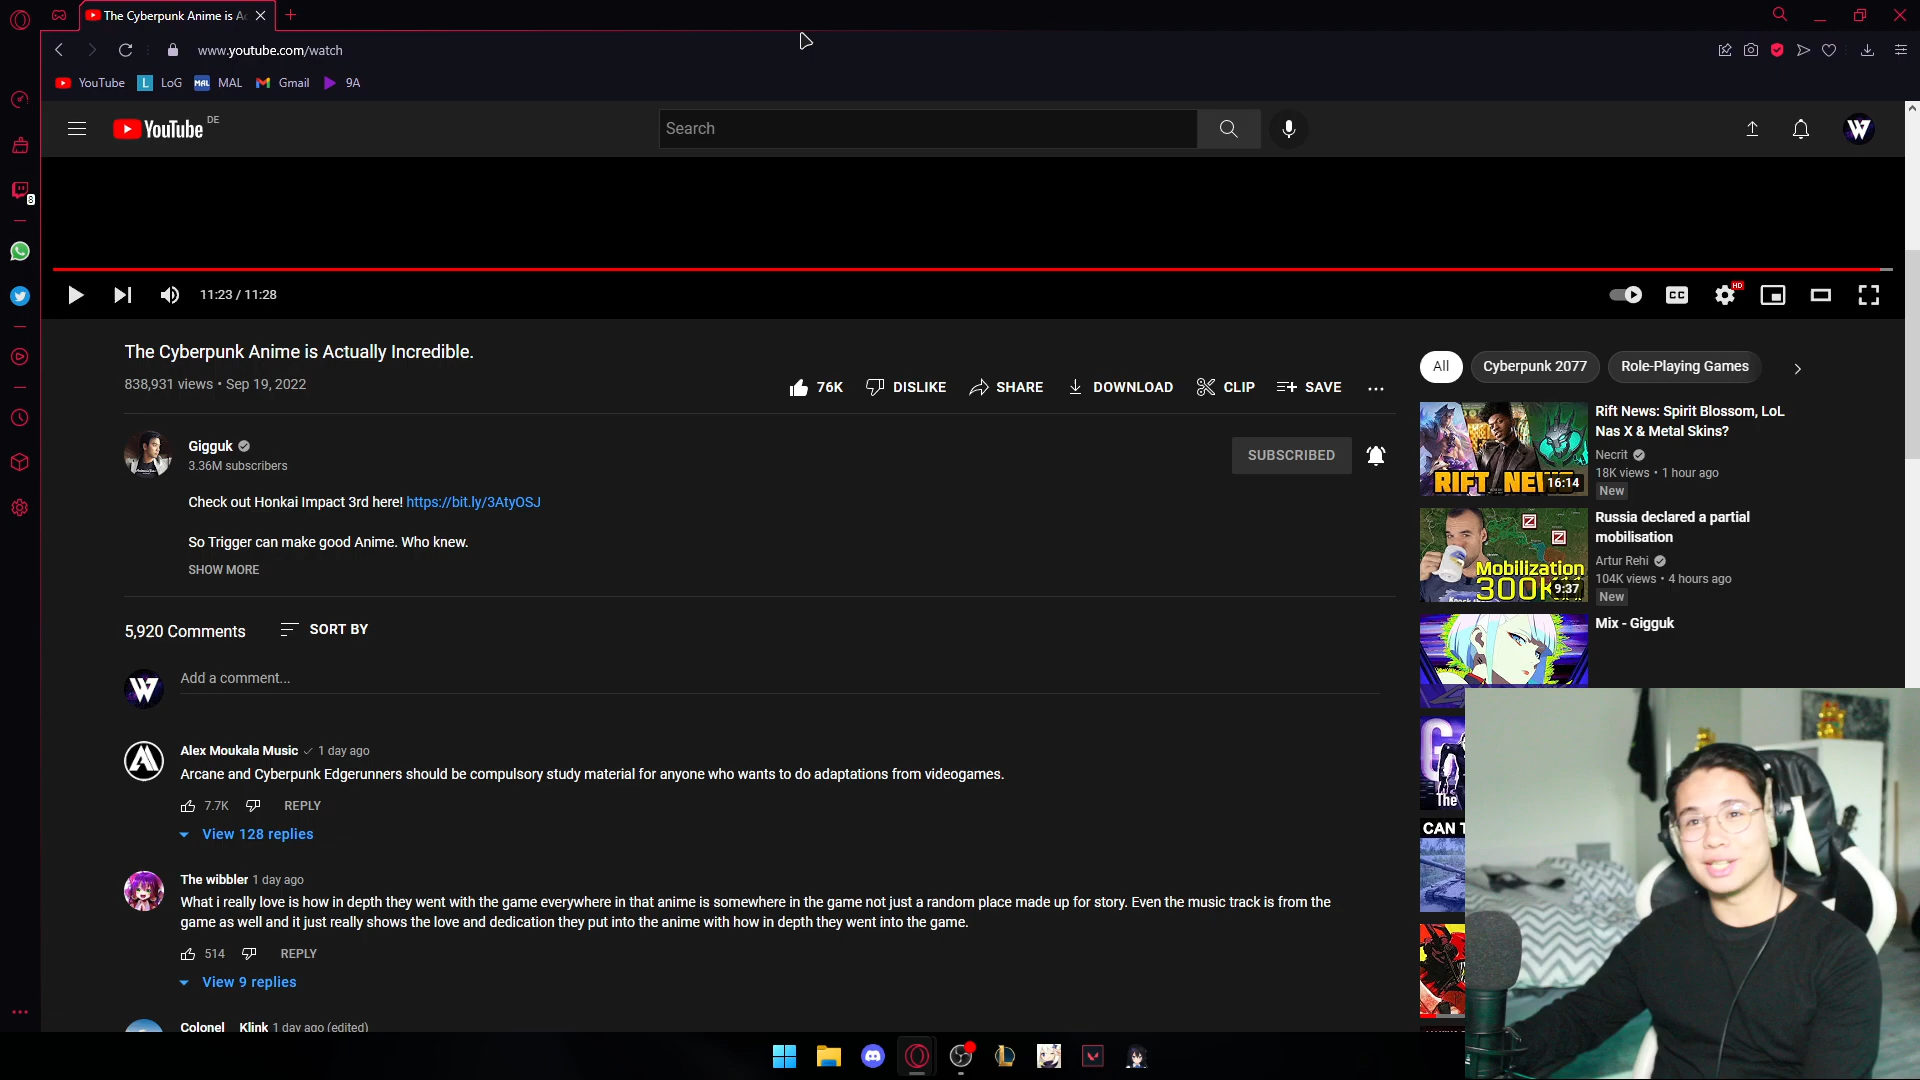 The Cyberpunk Anime is Ac
www.youtube.com/watch
YouTube
L
LoG
MAL
MAL
Gmail
9A
8
YouTube
DE
Search
W
11:23 / 11:28
CC
HD
The Cyberpunk Anime is Actually Incredible.
838,931 views • Sep 19, 2022
76K
DISLIKE
SHARE
DOWNLOAD
CLIP
SAVE
Gigguk
3.36M subscribers
SUBSCRIBED
Check out Honkai Impact 3rd here! https://bit.ly/3AtyOSJ
So Trigger can make good Anime. Who knew.
SHOW MORE
5,920 Comments
SORT BY
W
Add a comment...
Alex Moukala Music
1 day ago
Arcane and Cyberpunk Edgerunners should be compulsory study material for anyone who wants to do adaptations from videogames.
7.7K
REPLY
View 128 replies
The wibbler 1 day ago
What i really love is how in depth they went with the game everywhere in that anime is somewhere in the game not just a random place made up for story. Even the music track is from the
game as well and it just really shows the love and dedication they put into the anime with how in depth they went into the game.
514
REPLY
View 9 replies
Colonel Klink 1 day ago (edited)
All
Cyberpunk 2077
Role-Playing Games
RIFT NE
16:14
Rift News: Spirit Blossom, LoL
Nas X & Metal Skins?
Necrit
18K views • 1 hour ago
New
Z
Z
Mobilization
300K
9:37
Russia declared a partial
mobilisation
Artur Rehi
104K views • 4 hours ago
New
Mix - Gigguk
G
The
CAN T